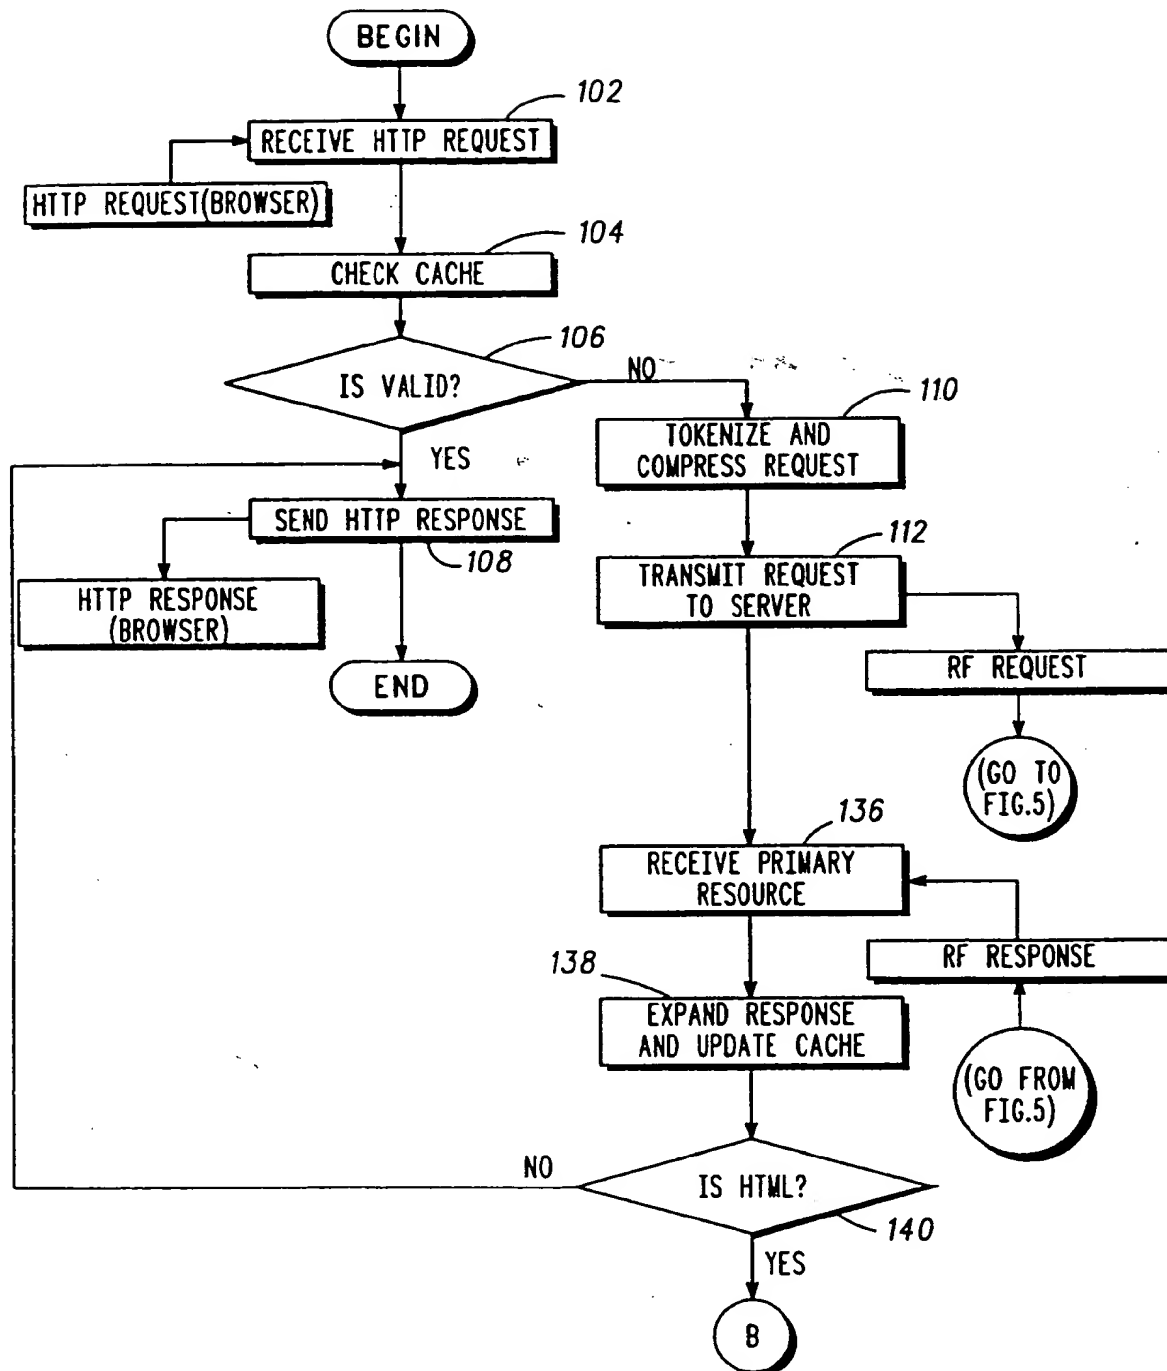 BEGIN
102
RECEIVE HTTP REQUEST
HTTP REQUEST(BROWSER)
104
CHECK CACHE
106
IS VALID?
NO
110
TOKENIZE AND
COMPRESS REQUEST
YES
SEND HTTP RESPONSE
108
112
TRANSMIT REQUEST
TO SERVER
HTTP RESPONSE
(BROWSER)
RF REQUEST
END
(GO TO
FIG.5)
136
RECEIVE PRIMARY
RESOURCE
RF RESPONSE
138
EXPAND RESPONSE
AND UPDATE CACHE
(GO FROM
FIG.5)
NO
IS HTML?
140
YES
B